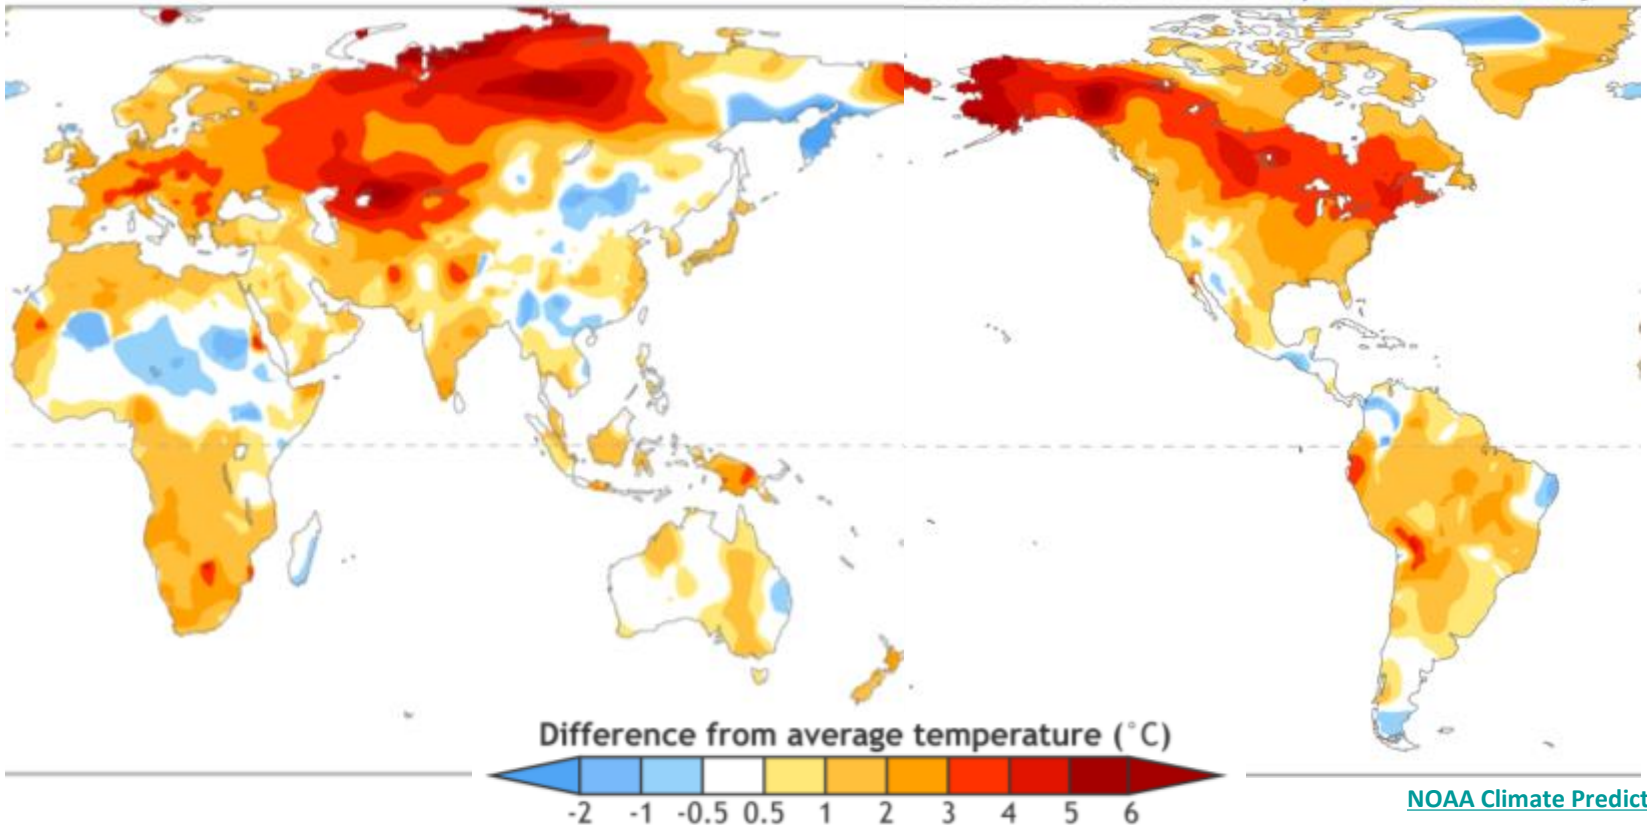 Difference from average temperature (°C)
-2 -1 -0.5 0.5 1 2 3 4 5 6
NOAA Climate Predict